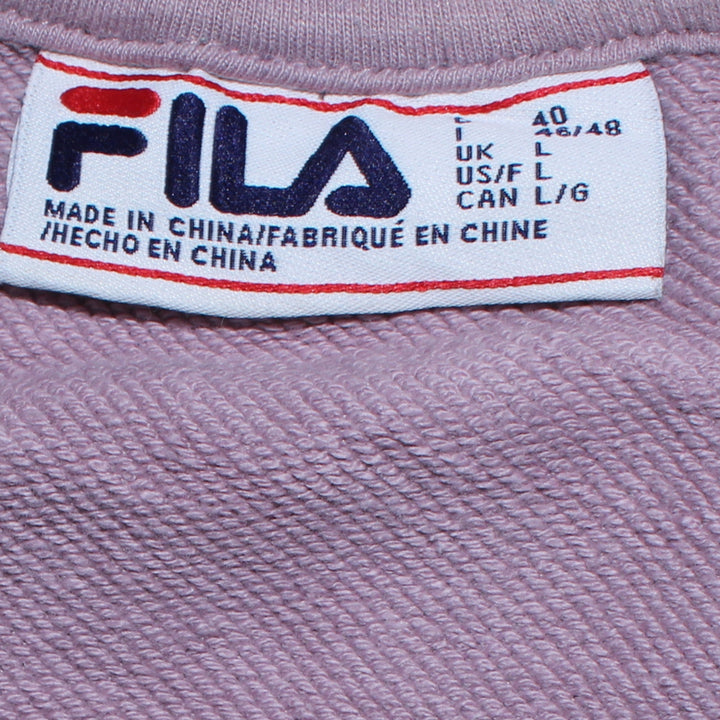 FILA
40
I 46/48
UK L
US/F L
CAN L/G
MADE IN CHINA/FABRIQUÉ EN CHINE
/HECHO EN CHINA